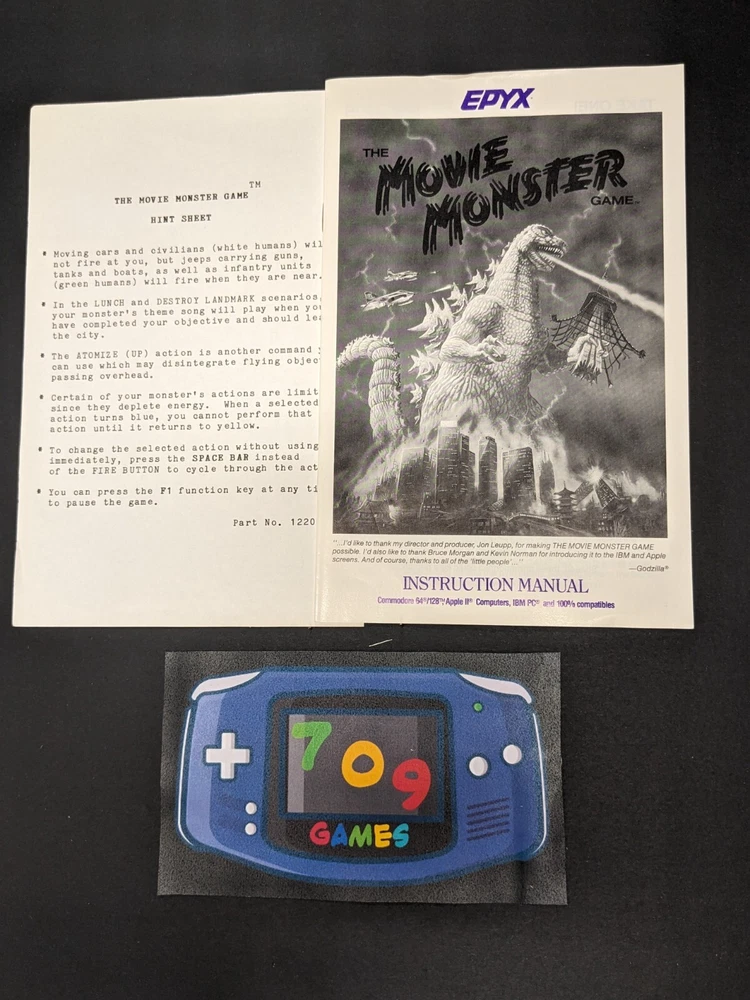 THE MOVIE MONSTER GAME™
HINT SHEET
* Moving cars and civilians (white humans) wil
not fire at you, but jeeps carrying guns,
tanks and boats, as well as infantry units
(green humans) will fire when they are near.
* In the LUNCH and DESTROY LANDMARK scenarios,
your monster's theme song will play when you
have completed your objective and should lea
the city.
* The ATOMIZE (UP) action is another command
can use which may disintegrate flying objec
passing overhead.
* Certain of your monster's actions are limit
since they deplete energy. When a selected
action turns blue, you cannot perform that
action until it returns to yellow.
* To change the selected action without using
immediately, press the SPACE BAR instead
of the FIRE BUTTON to cycle through the act
* You can press the F1 function key at any ti
to pause the game.
Part No. 1220
EPYX
THE
MOVIE
MONSTER
GAME™
"...I'd like to thank my director and producer, Jon Leupp, for making THE MOVIE MONSTER GAME
possible. I'd also like to thank Bruce Morgan and Kevin Norman for introducing it to the IBM and Apple
screens. And of course, thanks to all of the 'little people'..."
—Godzilla®
INSTRUCTION MANUAL
Commodore 64®/128™, Apple II® Computers, IBM PC® and 100% compatibles
709
GAMES